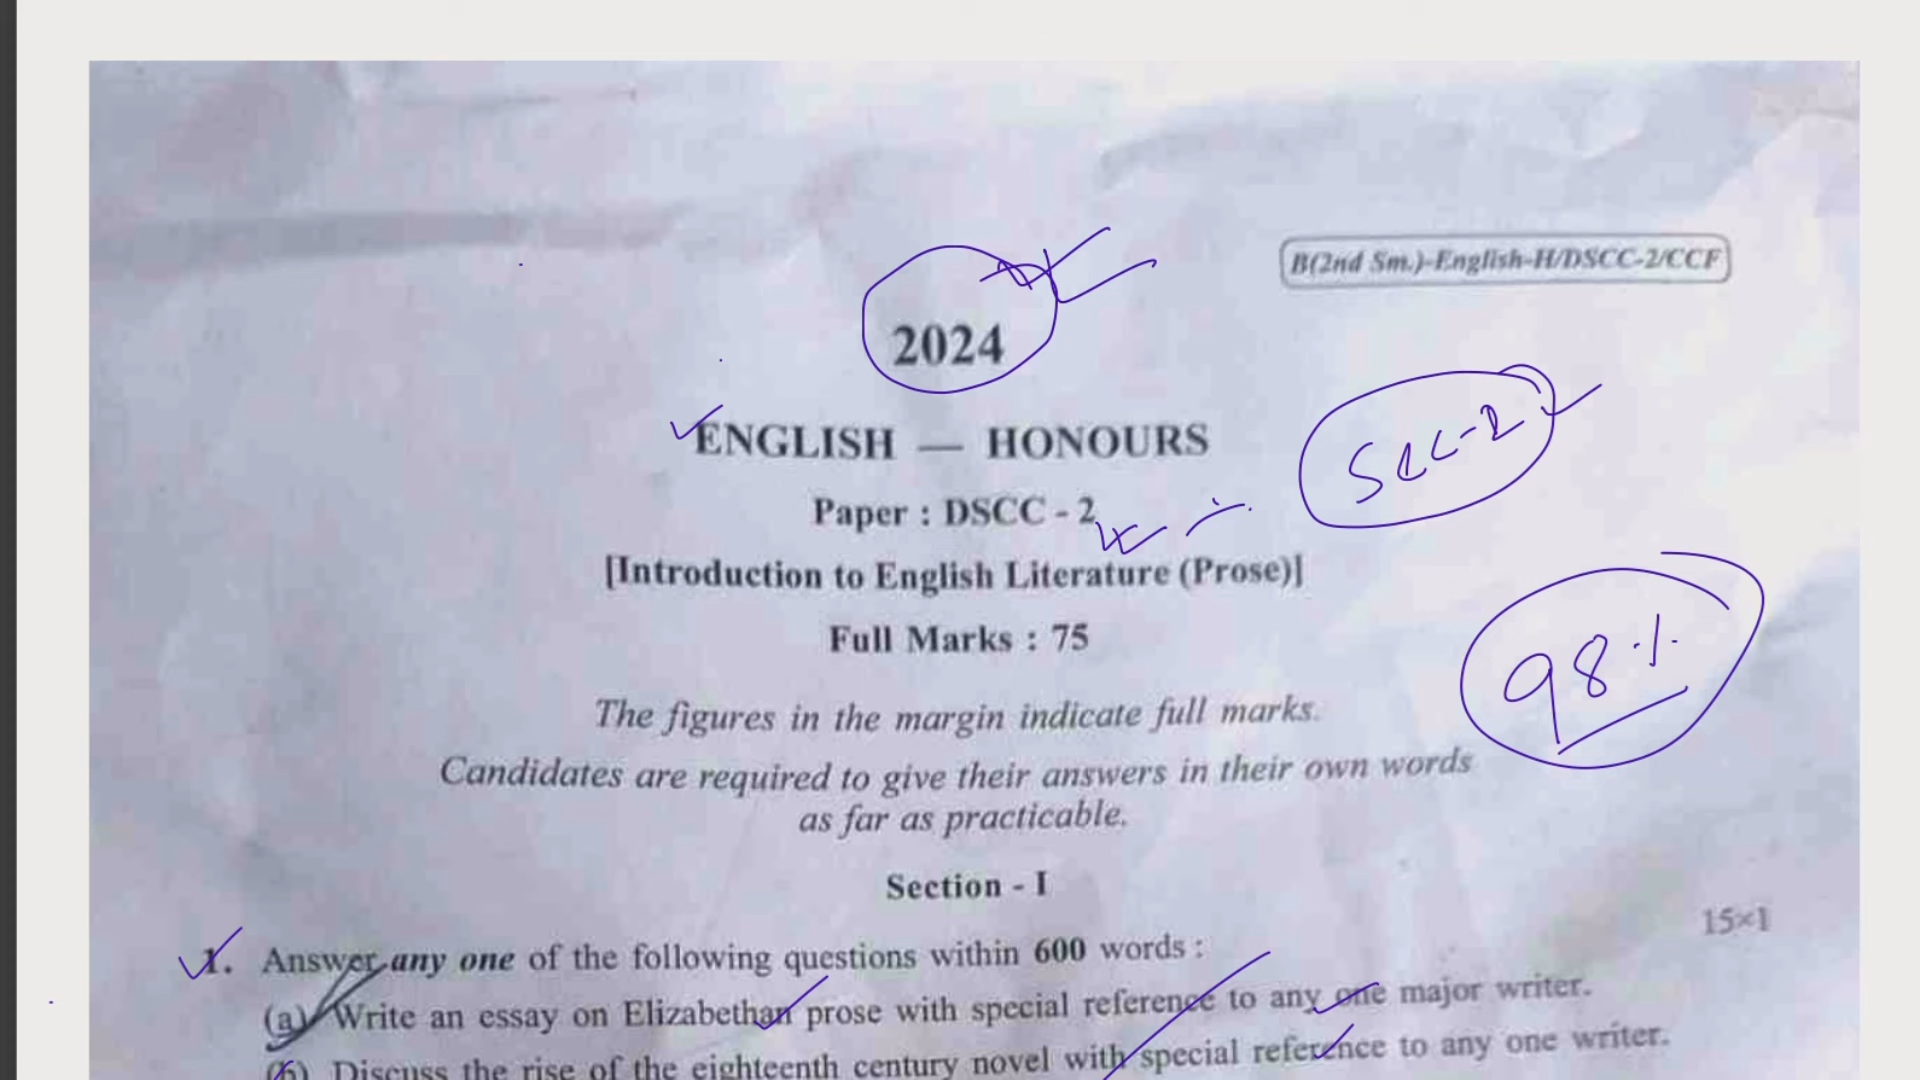 B(2nd Sm.)-English-H/DSCC-2/CCF
2024
ENGLISH — HONOURS
SCC-2
Paper : DSCC - 2
[Introduction to English Literature (Prose)]
Full Marks : 75
98%
The figures in the margin indicate full marks.
Candidates are required to give their answers in their own words
as far as practicable.
Section - I
15×1
1. Answer any one of the following questions within 600 words :
(a) Write an essay on Elizabethan prose with special reference to any one major writer.
(b) Discuss the rise of the eighteenth century novel with special reference to any one writer.